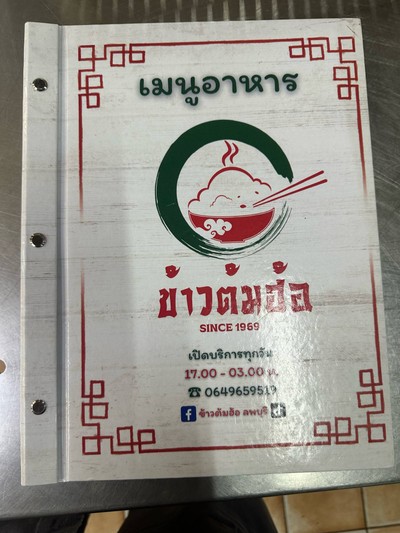 เมนูอาหาร
ข้าวต้มฮ้อ
SINCE 1969
เปิดบริการทุกวัน
17.00 - 03.00 น.
☎ 0649659519
ข้าวต้มฮ้อ ลพบุรี